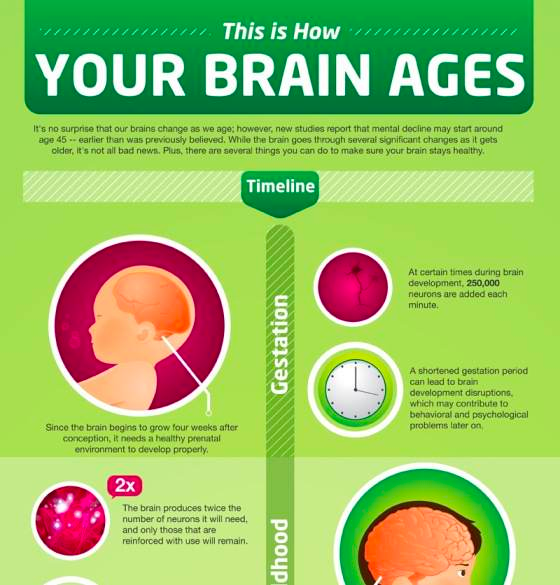 This is How
YOUR BRAIN AGES
It's no surprise that our brains change as we age; however, new studies report that mental decline may start around
age 45 -- earlier than was previously believed. While the brain goes through several significant changes as it gets
older, it's not all bad news. Plus, there are several things you can do to make sure your brain stays healthy.
Timeline
Gestation
At certain times during brain
development, 250,000
neurons are added each
minute.
A shortened gestation period
can lead to brain
development disruptions,
which may contribute to
behavioral and psychological
problems later on.
Since the brain begins to grow four weeks after
conception, it needs a healthy prenatal
environment to develop properly.
2x
The brain produces twice the
number of neurons it will need,
and only those that are
reinforced with use will remain.
dhood